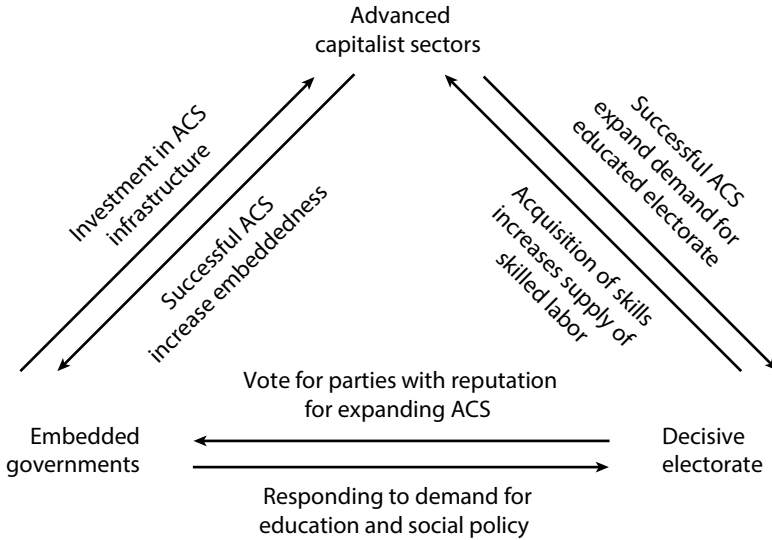 Advanced
capitalist sectors
Investment in ACS
infrastructure
Successful ACS
increase embeddedness
Successful ACS
expand demand for
educated electorate
Acquisition of skills
increases supply of
skilled labor
Vote for parties with reputation
for expanding ACS
Embedded
governments
Decisive
electorate
Responding to demand for
education and social policy